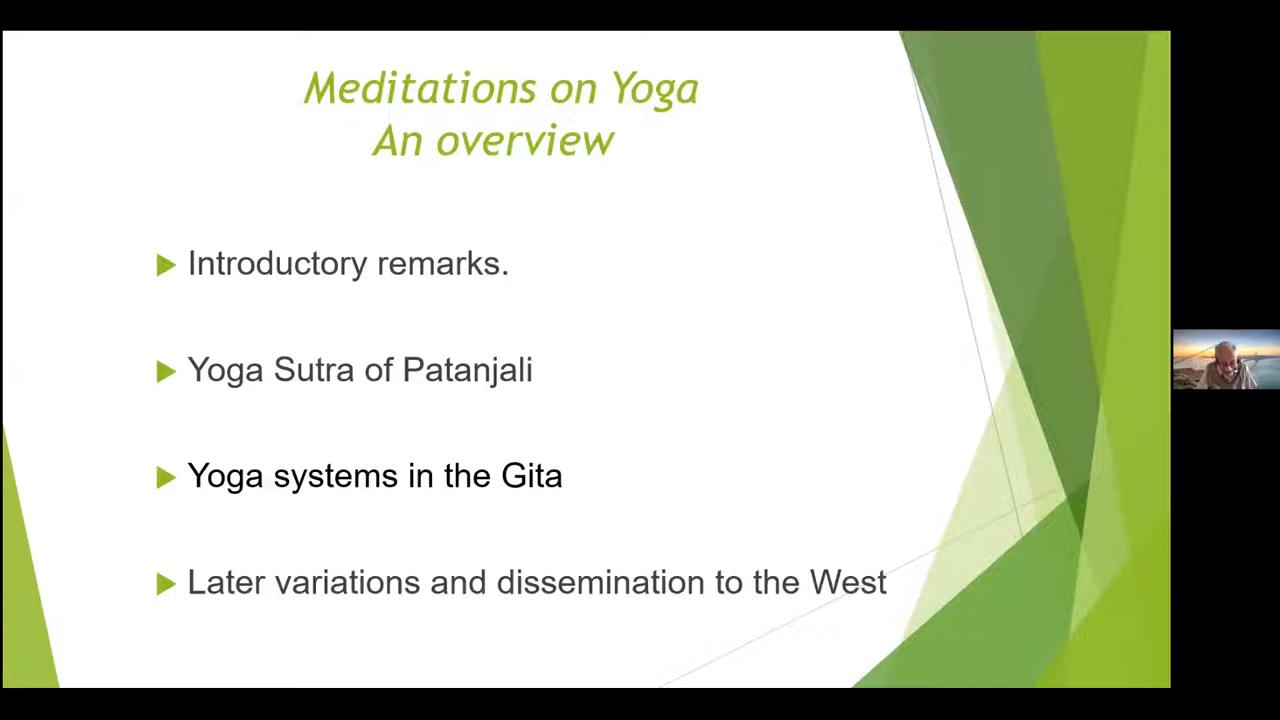 Meditations on Yoga
An overview
Introductory remarks.
Yoga Sutra of Patanjali
Yoga systems in the Gita
Later variations and dissemination to the West